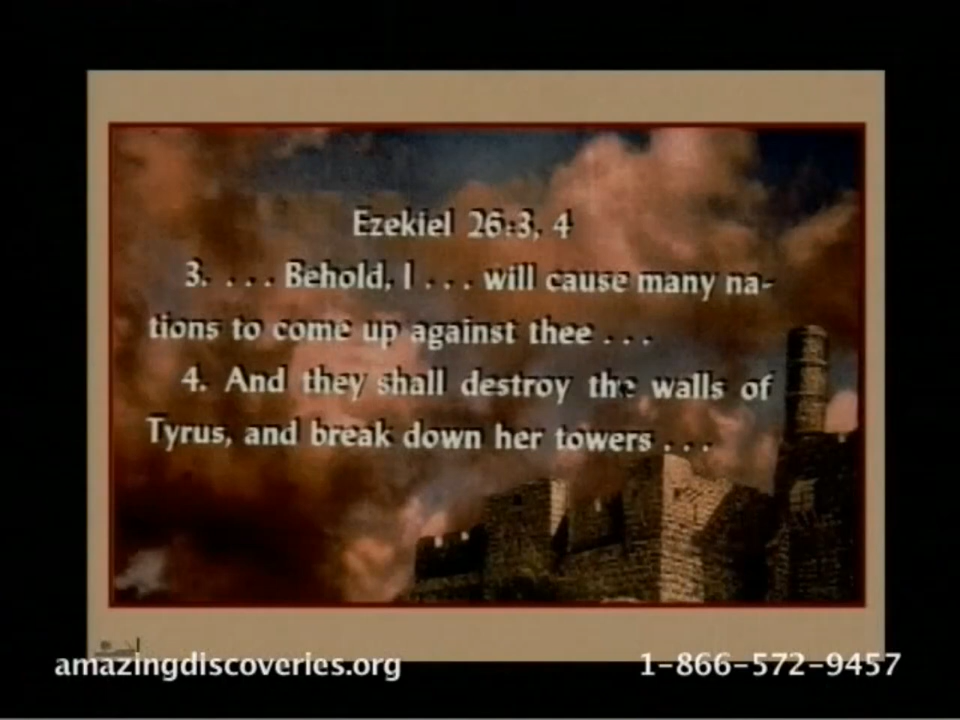 Ezekiel 26:3, 4
3. . . . Behold, I . . . will cause many na-
tions to come up against thee . . .
4. And they shall destroy the walls of
Tyrus, and break down her towers . . .
amazingdiscoveries.org
1-866-572-9457